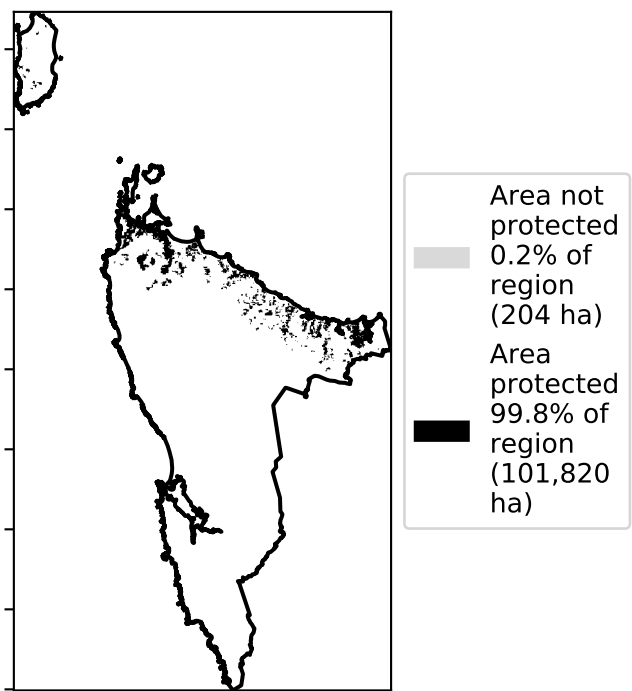 Area not
protected
0.2% of
region
(204 ha)
Area
protected
99.8% of
region
(101,820
ha)